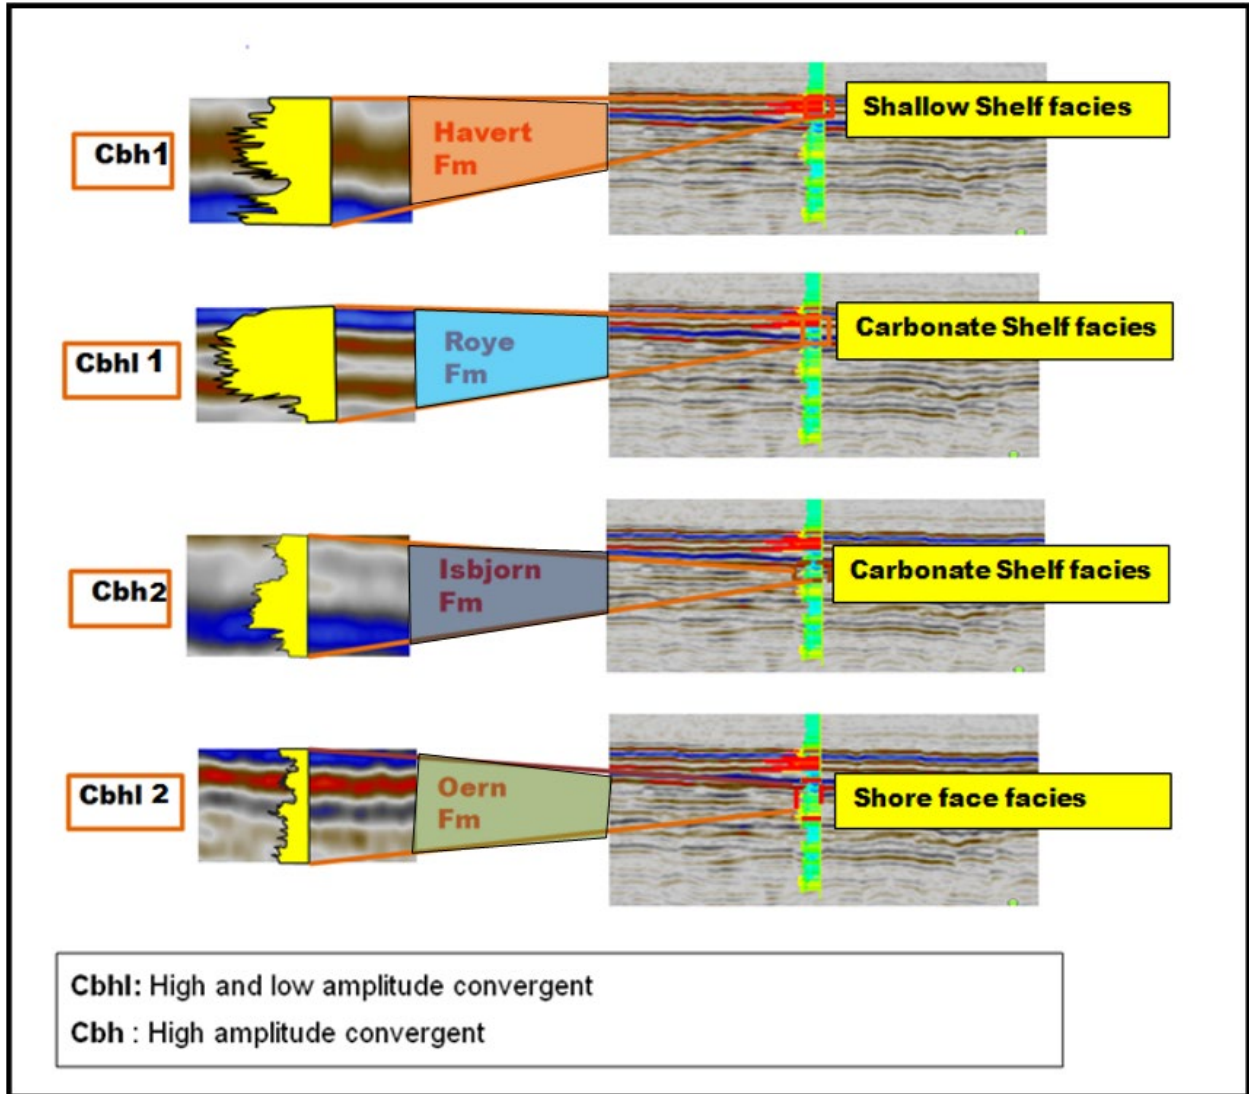 Cbh1
Havert
Fm
Shallow Shelf facies
Cbhl 1
Roye
Fm
Carbonate Shelf facies
Cbh2
Isbjorn
Fm
Carbonate Shelf facies
Cbhl 2
Oern
Fm
Shore face facies
Cbhl: High and low amplitude convergent
Cbh : High amplitude convergent